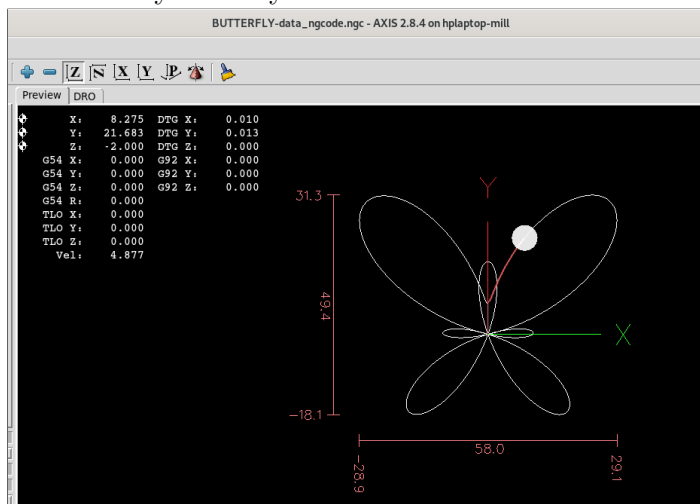 BUTTERFLY-data_ngcode.ngc - AXIS 2.8.4 on hplaptop-mill
Z N X Y P
Preview DRO
X: 8.275 DTG X: 0.010
Y: 21.683 DTG Y: 0.013
Z: -2.000 DTG Z: 0.000
G54 X: 0.000 G92 X: 0.000
G54 Y: 0.000 G92 Y: 0.000
G54 Z: 0.000 G92 Z: 0.000
G54 R: 0.000
TLO X: 0.000
TLO Y: 0.000
TLO Z: 0.000
Vel: 4.877
Y
31.3
49.4
X
-18.1
58.0
-28.9
29.1